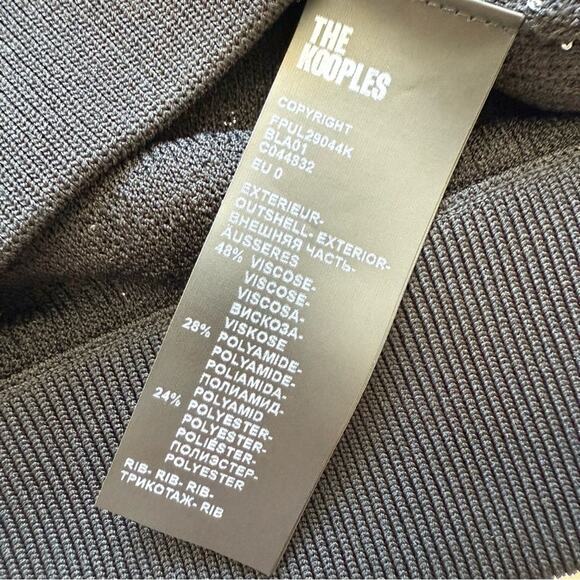 THE
KOOPLES
COPYRIGHT
FPUL29044K
BLA01
C044832
EU 0
EXTERIEUR-
OUTSHELL- EXTERIOR-
ВНЕШНЯЯ ЧАСТЬ-
ÄUSSERES
48% VISCOSE-
VISCOSE-
VISCOSA-
ВИСКОЗА-
VISKOSE
28% POLYAMIDE-
POLYAMIDE-
POLIAMIDA-
ПОЛИАМИД-
POLYAMID
24% POLYESTER-
POLYESTER-
POLIÉSTER-
ПОЛИЭСТЕР-
POLYESTER
RIB- RIB- RIB-
ТРИКОТАЖ- RIB